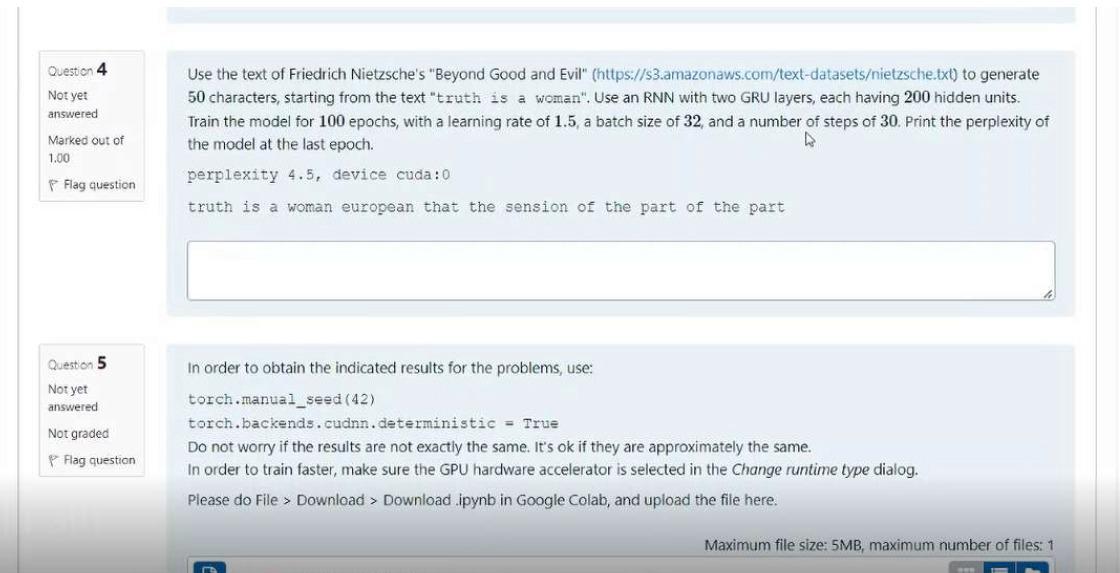 Question 4
Not yet
answered
Marked out of
1.00
Flag question
Use the text of Friedrich Nietzsche's "Beyond Good and Evil" (https://s3.amazonaws.com/text-datasets/nietzsche.txt) to generate
50 characters, starting from the text "truth is a woman". Use an RNN with two GRU layers, each having 200 hidden units.
Train the model for 100 epochs, with a learning rate of 1.5, a batch size of 32, and a number of steps of 30. Print the perplexity of
the model at the last epoch.
perplexity 4.5, device cuda:0
truth is a woman european that the sension of the part of the part
Question 5
Not yet
answered
Not graded
Flag question
In order to obtain the indicated results for the problems, use:
torch.manual_seed(42)
torch.backends.cudnn.deterministic = True
Do not worry if the results are not exactly the same. It's ok if they are approximately the same.
In order to train faster, make sure the GPU hardware accelerator is selected in the Change runtime type dialog.
Please do File > Download > Download .ipynb in Google Colab, and upload the file here.
Maximum file size: 5MB, maximum number of files: 1